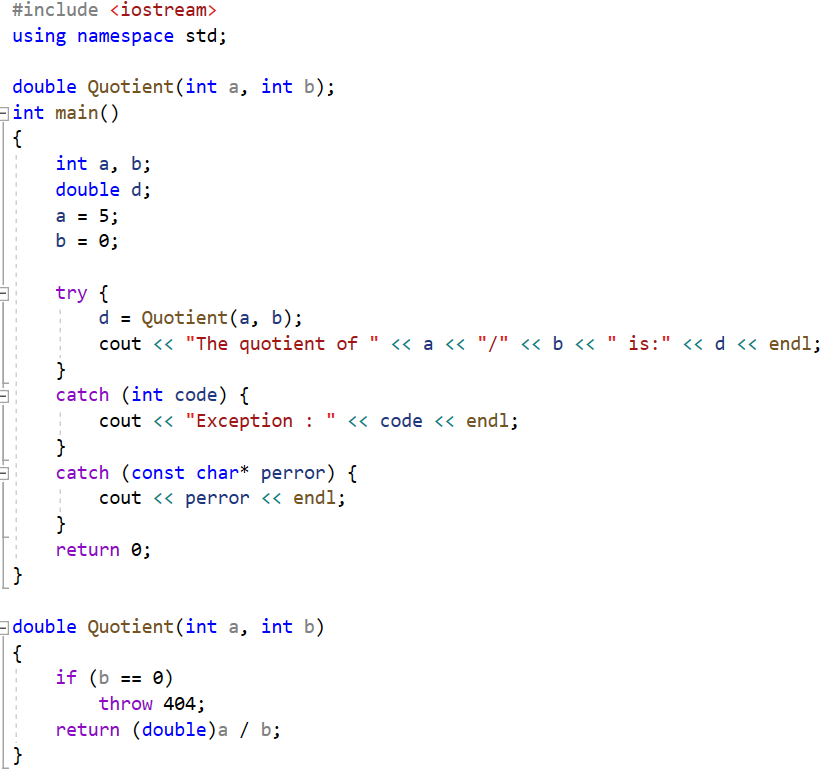 #include <iostream>
using namespace std;

double Quotient(int a, int b);
int main()
{
    int a, b;
    double d;
    a = 5;
    b = 0;

    try {
        d = Quotient(a, b);
        cout << "The quotient of " << a << "/" << b << " is:" << d << endl;
    }
    catch (int code) {
        cout << "Exception : " << code << endl;
    }
    catch (const char* perror) {
        cout << perror << endl;
    }
    return 0;
}

double Quotient(int a, int b)
{
    if (b == 0)
        throw 404;
    return (double)a / b;
}